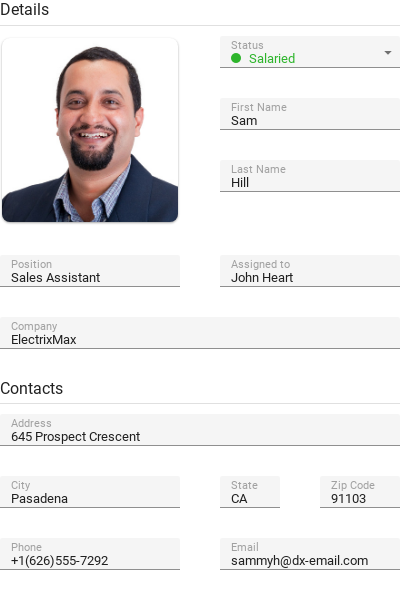 Details
Status
Salaried
First Name
Sam
Last Name
Hill
Position
Sales Assistant
Assigned to
John Heart
Company
ElectrixMax
Contacts
Address
645 Prospect Crescent
City
Pasadena
State
CA
Zip Code
91103
Phone
+1(626)555-7292
Email
sammyh@dx-email.com